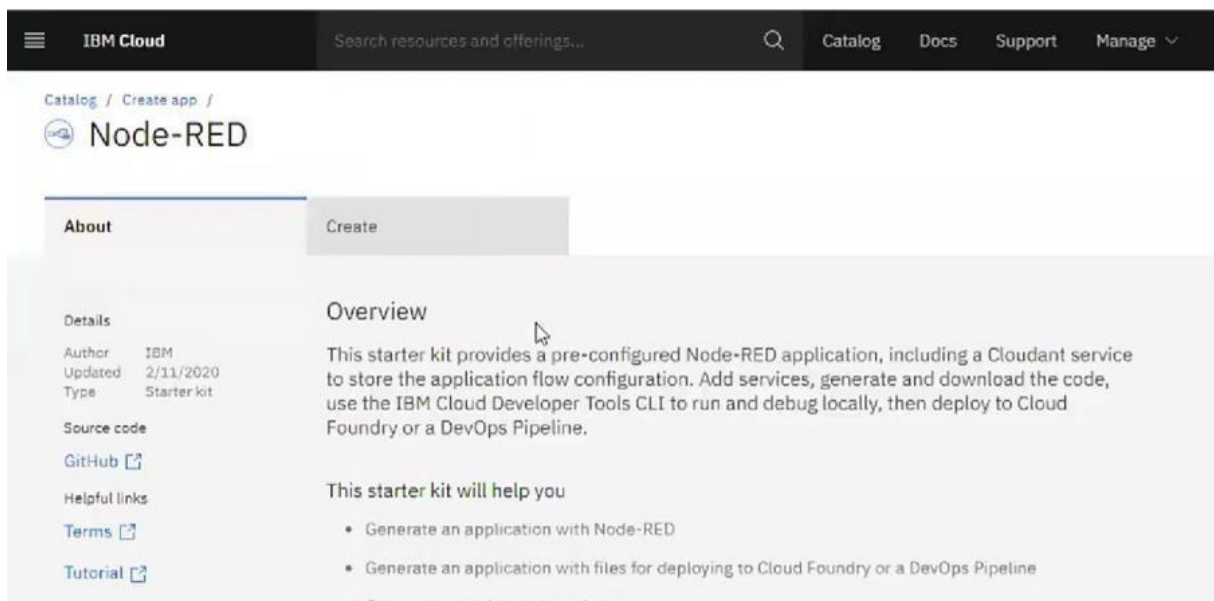 IBM Cloud
Search resources and offerings...
Catalog
Docs
Support
Manage
Catalog / Create app /
Node-RED
About
Create
Details
Author IBM
Updated 2/11/2020
Type Starter kit
Source code
GitHub
Helpful links
Terms
Tutorial
Overview
This starter kit provides a pre-configured Node-RED application, including a Cloudant service
to store the application flow configuration. Add services, generate and download the code,
use the IBM Cloud Developer Tools CLI to run and debug locally, then deploy to Cloud
Foundry or a DevOps Pipeline.
This starter kit will help you
• Generate an application with Node-RED
• Generate an application with files for deploying to Cloud Foundry or a DevOps Pipeline